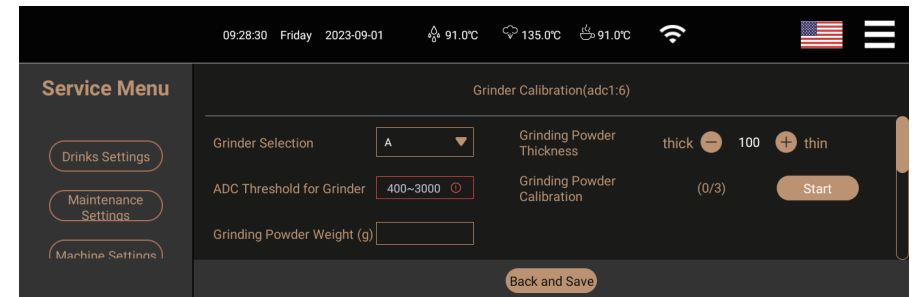 09:28:30 Friday 2023-09-01 91.0℃ 135.0℃ 91.0℃
Service Menu
Grinder Calibration(adc1:6)
Drinks Settings
Maintenance
Settings
Machine Settings
Grinder Selection A
Grinding Powder
Thickness
thick 100 thin
ADC Threshold for Grinder 400~3000
Grinding Powder
Calibration
(0/3) Start
Grinding Powder Weight (g)
Back and Save